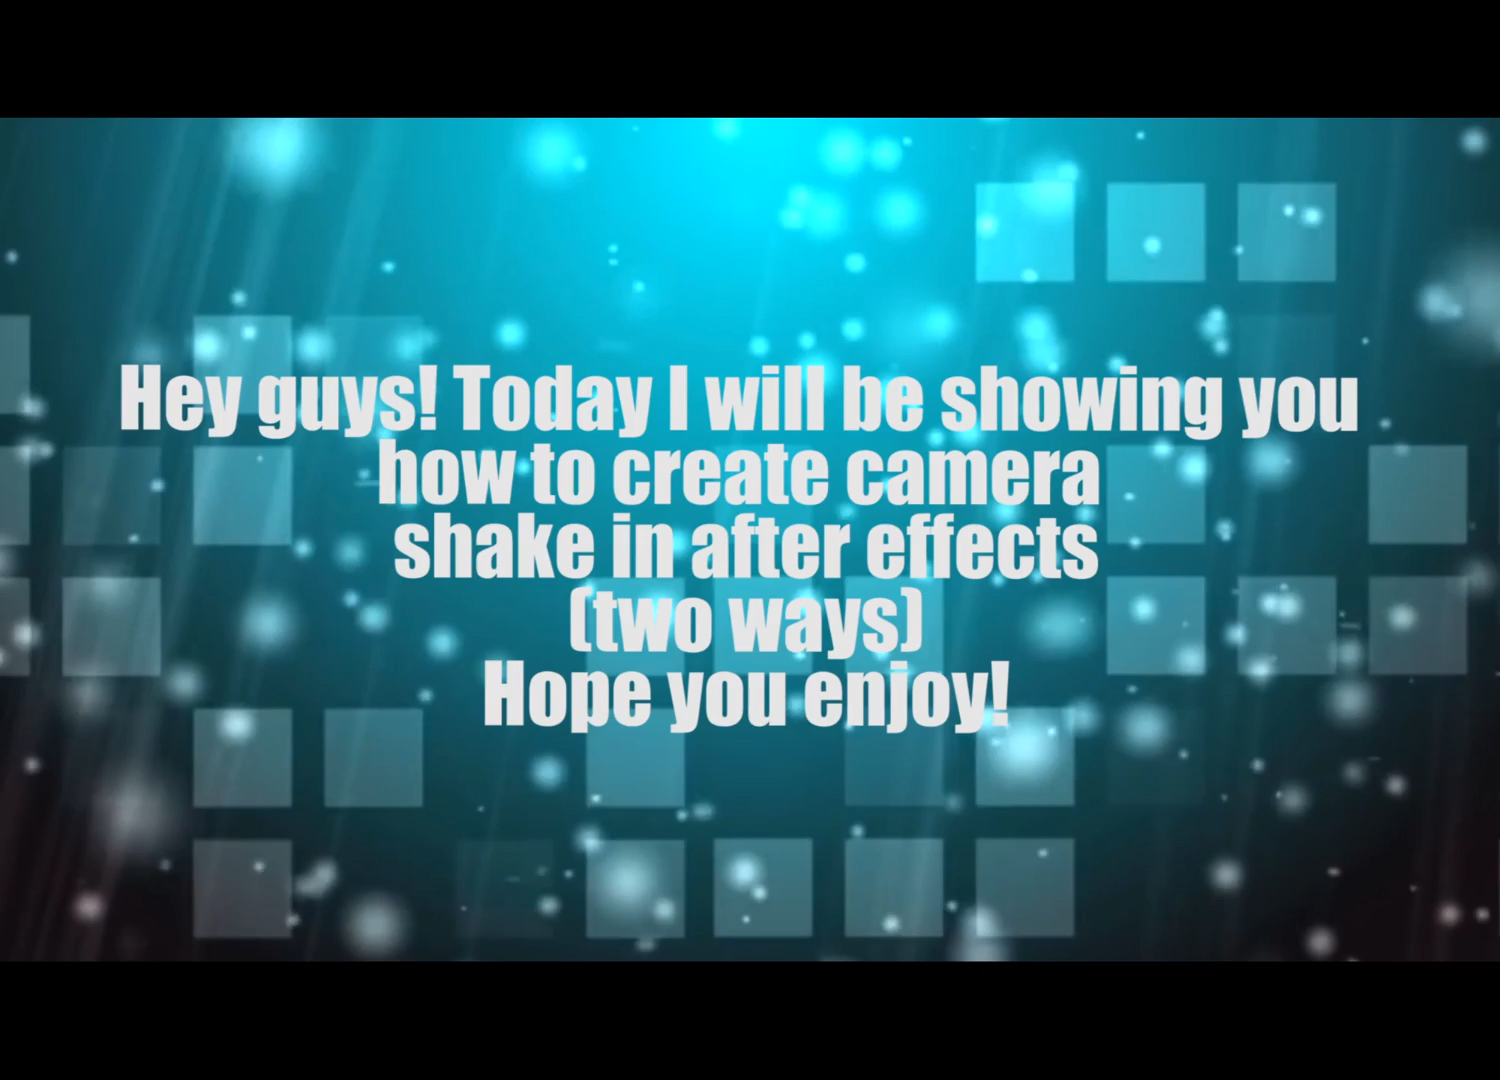 Hey guys! Today I will be showing you
how to create camera
shake in after effects
(two ways)
Hope you enjoy!